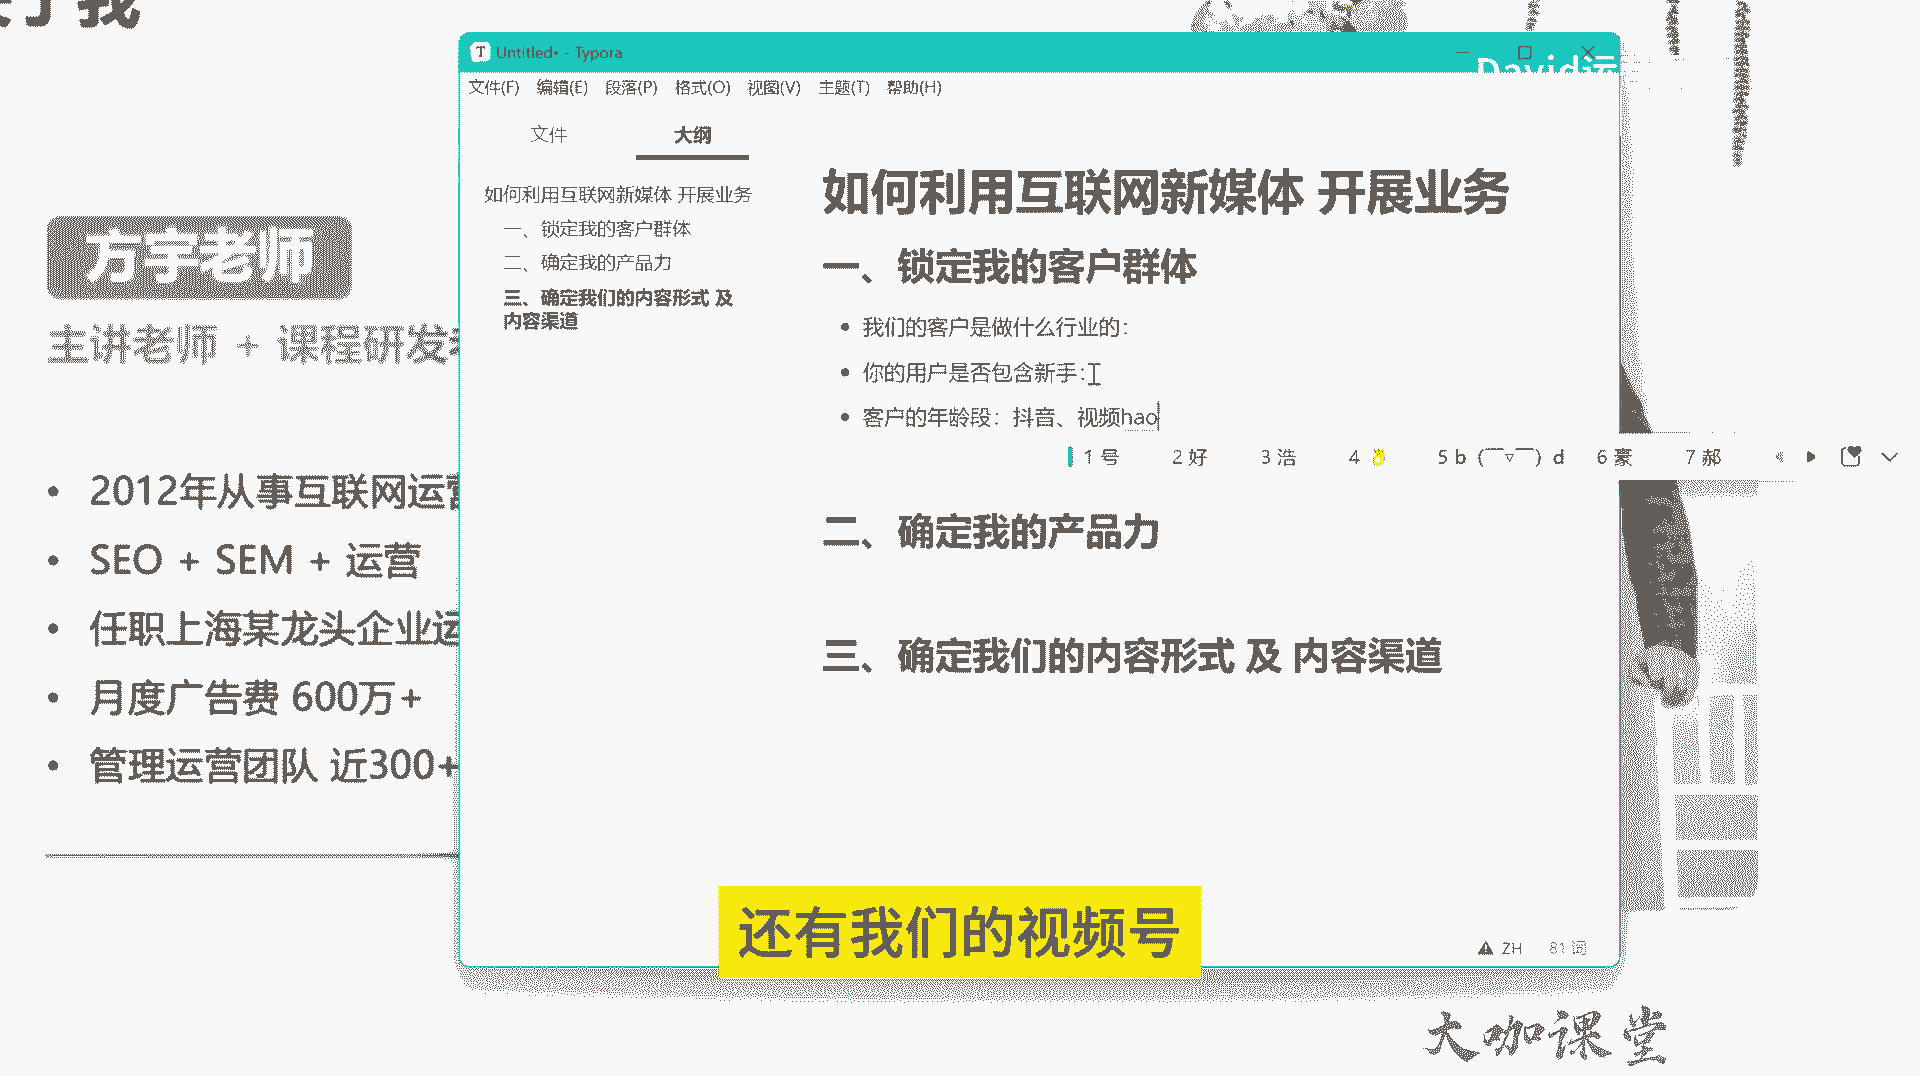 了我
方宇老师
主讲老师 + 课程研发
• 2012年从事互联网运营
• SEO + SEM + 运营
• 任职上海某龙头企业运
• 月度广告费 600万+
• 管理运营团队 近300+
Untitled• - Typora
David运
文件(F) 编辑(E) 段落(P) 格式(O) 视图(V) 主题(T) 帮助(H)
文件 大纲
如何利用互联网新媒体 开展业务
一、锁定我的客户群体
二、确定我的产品力
三、确定我们的内容形式 及
内容渠道
如何利用互联网新媒体 开展业务
一、锁定我的客户群体
• 我们的客户是做什么行业的：
• 你的用户是否包含新手：
• 客户的年龄段：抖音、视频hao
1 号 2 好 3 浩 4 👌 5 b (￣▽￣) d 6 豪 7 郝
二、确定我的产品力
三、确定我们的内容形式 及 内容渠道
ZH 81 词
还有我们的视频号
大咖课堂